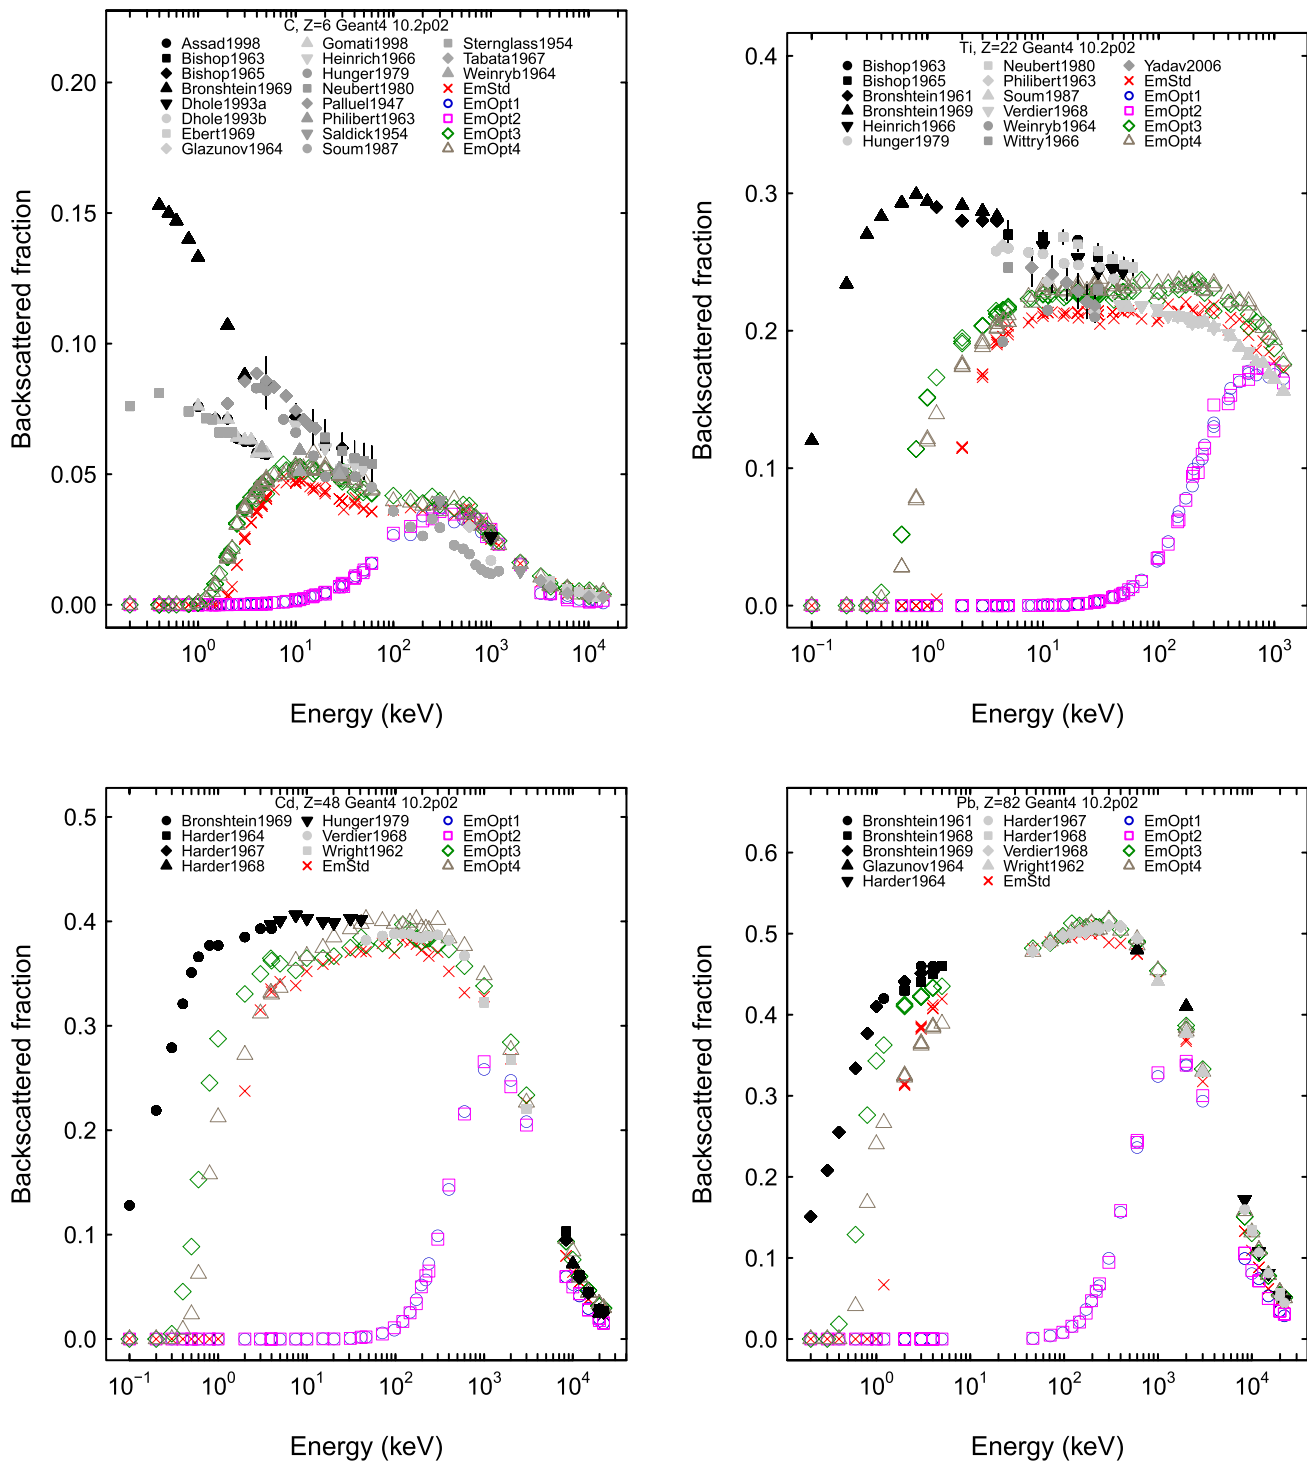 C, Z=6 Geant4 10.2p02
Assad1998 Gomati1998 Sternglass1954
Bishop1963 Heinrich1966 Tabata1967
Bishop1965 Hunger1979 Weinryb1964
Bronshtein1969 Neubert1980 EmStd
Dhole1993a Palluel1947 EmOpt1
Dhole1993b Philibert1963 EmOpt2
Ebert1969 Saldick1954 EmOpt3
Glazunov1964 Soum1987 EmOpt4
0.20
0.15
0.10
0.05
0.00
Backscattered fraction
10^0 10^1 10^2 10^3 10^4
Energy (keV)
Ti, Z=22 Geant4 10.2p02
Bishop1963 Neubert1980 Yadav2006
Bishop1965 Philibert1963 EmStd
Bronshtein1961 Soum1987 EmOpt1
Bronshtein1969 Verdier1968 EmOpt2
Heinrich1966 Weinryb1964 EmOpt3
Hunger1979 Wittry1966 EmOpt4
0.4
0.3
0.2
0.1
0.0
Backscattered fraction
10^−1 10^0 10^1 10^2 10^3
Energy (keV)
Cd, Z=48 Geant4 10.2p02
Bronshtein1969 Hunger1979 EmOpt1
Harder1964 Verdier1968 EmOpt2
Harder1967 Wright1962 EmOpt3
Harder1968 EmStd EmOpt4
0.5
0.4
0.3
0.2
0.1
0.0
Backscattered fraction
10^−1 10^0 10^1 10^2 10^3 10^4
Energy (keV)
Pb, Z=82 Geant4 10.2p02
Bronshtein1961 Harder1967 EmOpt1
Bronshtein1968 Harder1968 EmOpt2
Bronshtein1969 Verdier1968 EmOpt3
Glazunov1964 Wright1962 EmOpt4
Harder1964 EmStd
0.6
0.5
0.4
0.3
0.2
0.1
0.0
Backscattered fraction
10^0 10^1 10^2 10^3 10^4
Energy (keV)